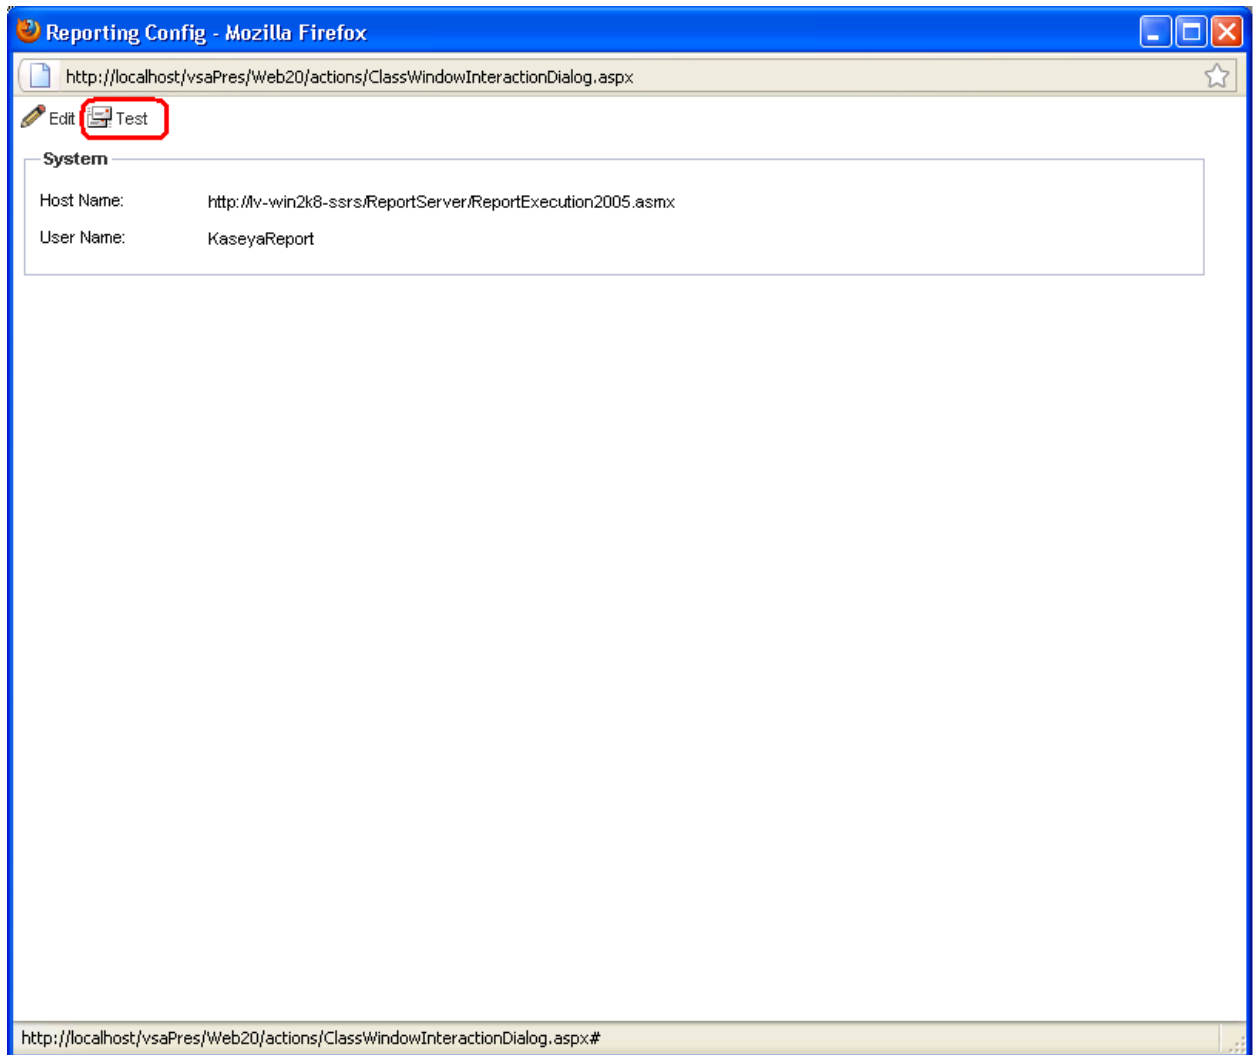 Reporting Config - Mozilla Firefox
http://localhost/vsaPres/Web20/actions/ClassWindowInteractionDialog.aspx
Edit Test
System
Host Name: http://lv-win2k8-ssrs/ReportServer/ReportExecution2005.asmx
User Name: KaseyaReport
http://localhost/vsaPres/Web20/actions/ClassWindowInteractionDialog.aspx#